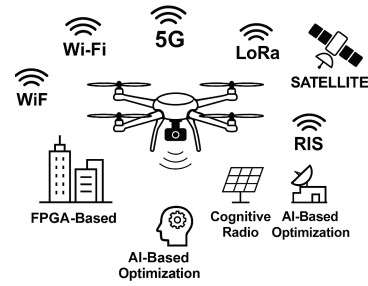 5G
Wi-Fi
LoRa
SATELLITE
WiF
RIS
FPGA-Based
Cognitive
Radio
AI-Based
Optimization
AI-Based
Optimization